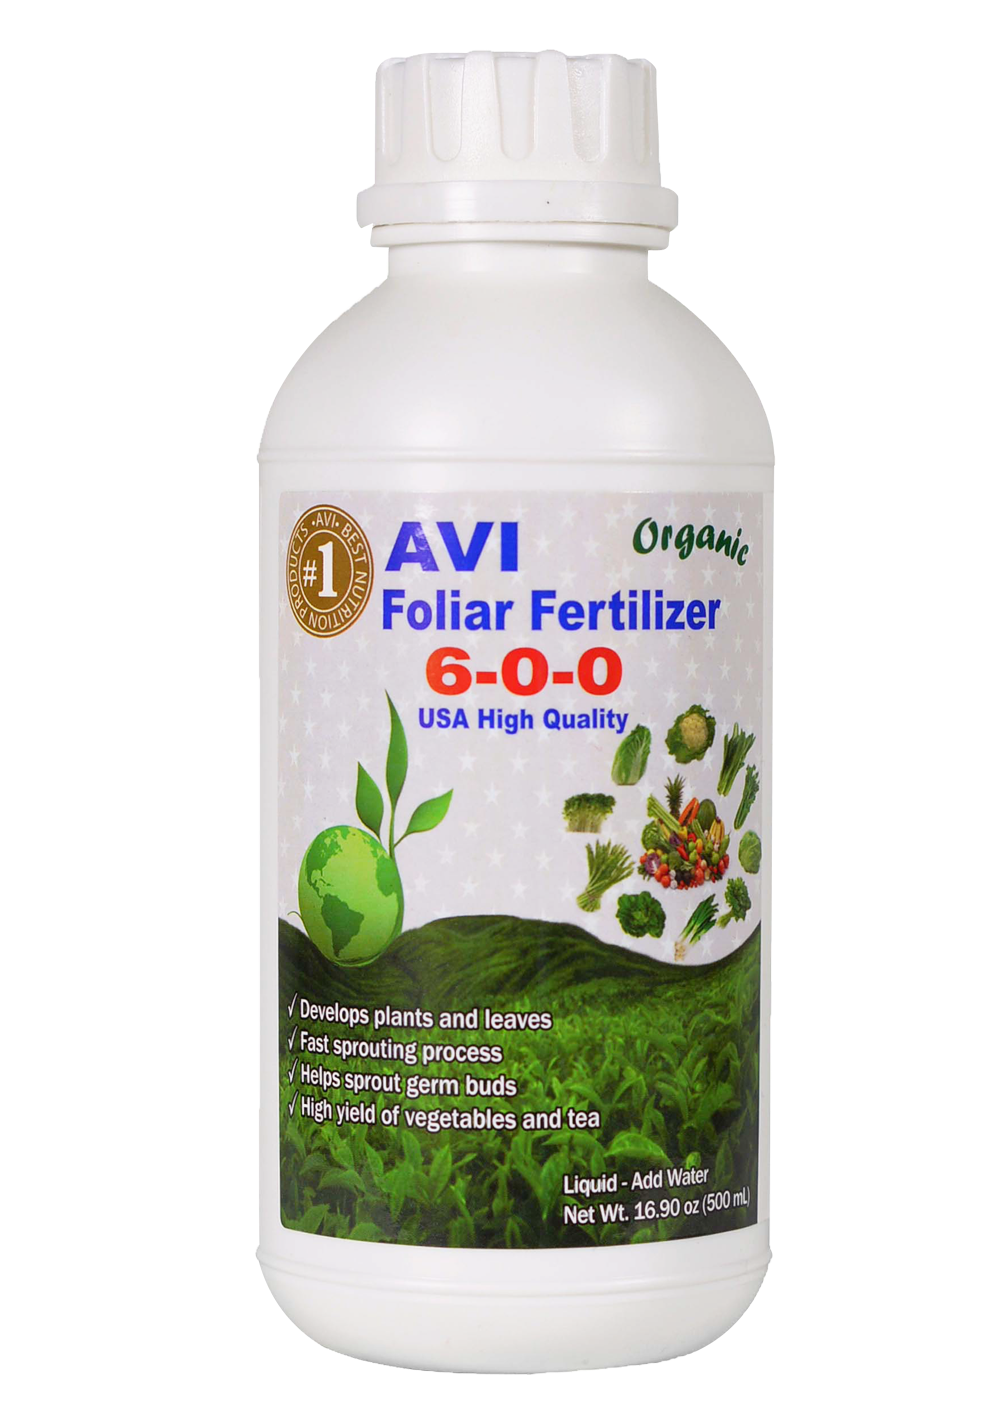 •AVI• BEST NUTRITION PRODUCTS
#1
AVI
Organic
Foliar Fertilizer
6-0-0
USA High Quality
✓ Develops plants and leaves
✓ Fast sprouting process
✓ Helps sprout germ buds
✓ High yield of vegetables and tea
Liquid - Add Water
Net Wt. 16.90 oz (500 mL)